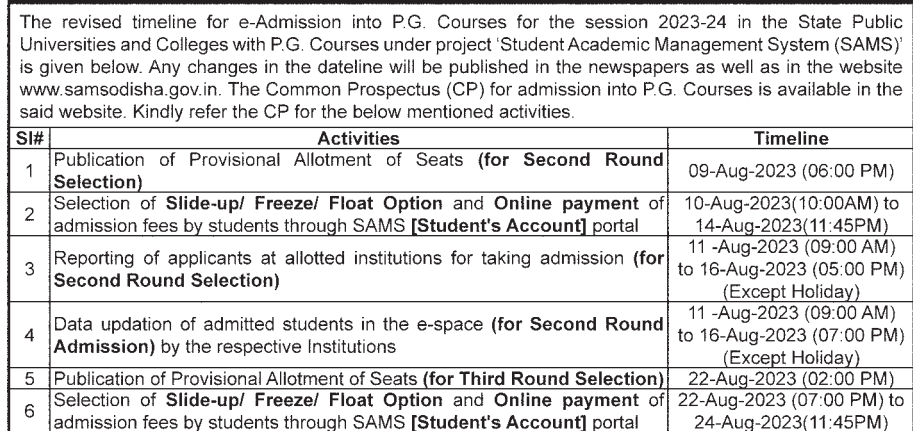 The revised timeline for e-Admission into P.G. Courses for the session 2023-24 in the State Public
Universities and Colleges with P.G. Courses under project 'Student Academic Management System (SAMS)'
is given below. Any changes in the dateline will be published in the newspapers as well as in the website
www.samsodisha.gov.in. The Common Prospectus (CP) for admission into P.G. Courses is available in the
said website. Kindly refer the CP for the below mentioned activities.
Sl# Activities Timeline
1 Publication of Provisional Allotment of Seats (for Second Round
Selection) 09-Aug-2023 (06:00 PM)
2 Selection of Slide-up/ Freeze/ Float Option and Online payment of
admission fees by students through SAMS [Student's Account] portal
10-Aug-2023(10:00AM) to
14-Aug-2023(11:45PM)
3 Reporting of applicants at allotted institutions for taking admission (for
Second Round Selection)
11 -Aug-2023 (09:00 AM)
to 16-Aug-2023 (05:00 PM)
(Except Holiday)
4 Data updation of admitted students in the e-space (for Second Round
Admission) by the respective Institutions
11 -Aug-2023 (09:00 AM)
to 16-Aug-2023 (07:00 PM)
(Except Holiday)
5 Publication of Provisional Allotment of Seats (for Third Round Selection) 22-Aug-2023 (02:00 PM)
6 Selection of Slide-up/ Freeze/ Float Option and Online payment of
admission fees by students through SAMS [Student's Account] portal
22-Aug-2023 (07:00 PM) to
24-Aug-2023(11:45PM)